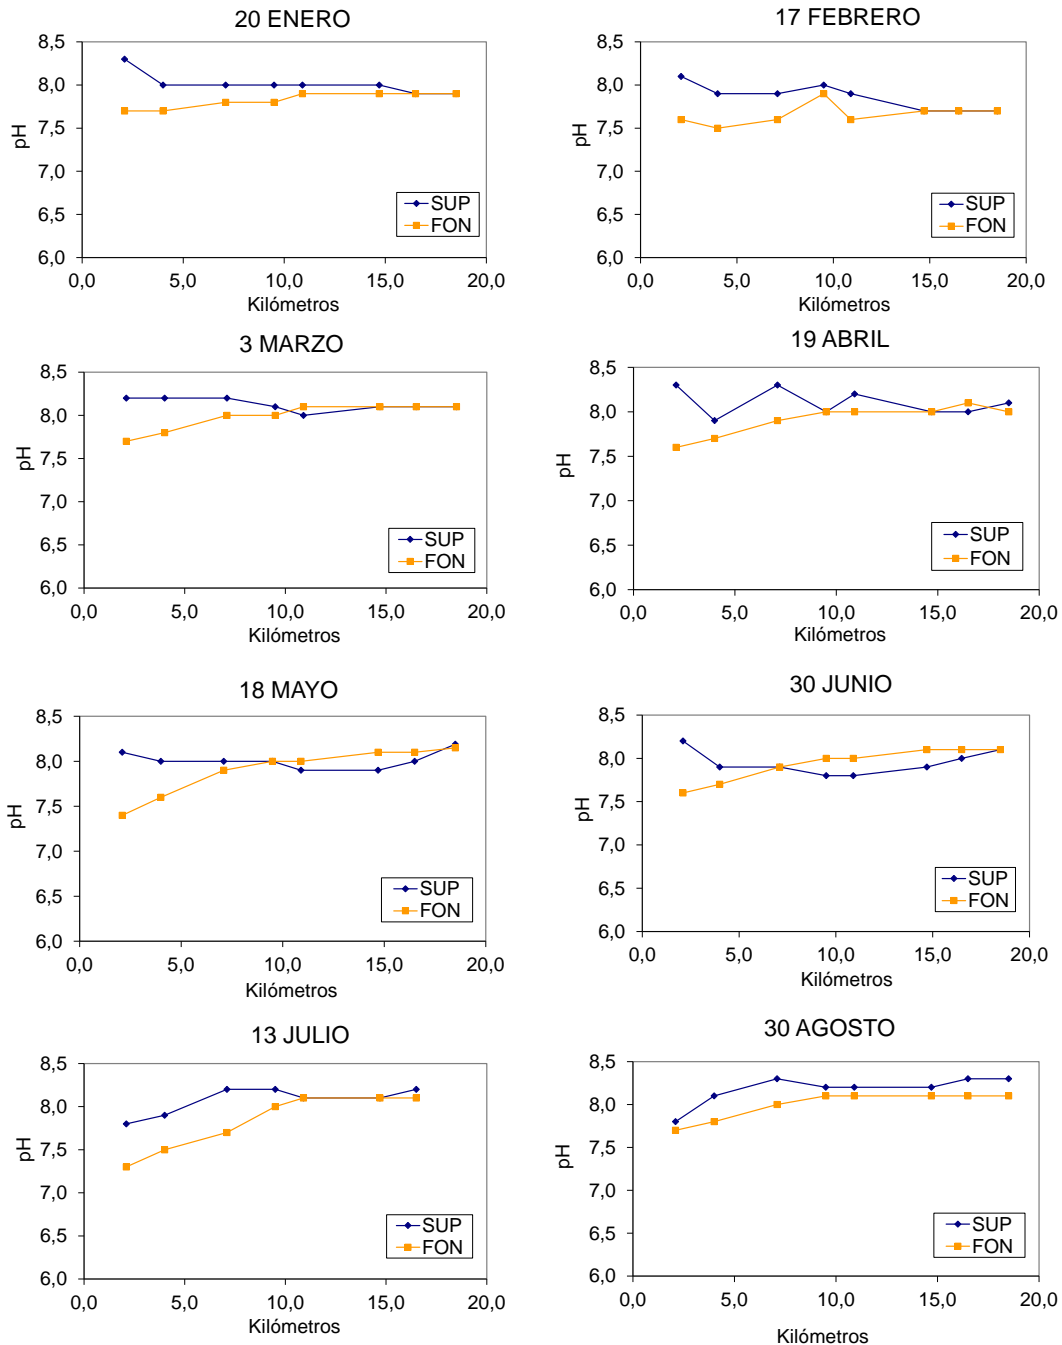 20 ENERO
8,5
8,0
7,5
7,0
6,5
6,0
pH
SUP
FON
0,0 5,0 10,0 15,0 20,0
Kilómetros
17 FEBRERO
8,5
8,0
7,5
7,0
6,5
6,0
pH
SUP
FON
0,0 5,0 10,0 15,0 20,0
Kilómetros
3 MARZO
8,5
8,0
7,5
7,0
6,5
6,0
pH
SUP
FON
0,0 5,0 10,0 15,0 20,0
Kilómetros
19 ABRIL
8,5
8,0
7,5
7,0
6,5
6,0
pH
SUP
FON
0,0 5,0 10,0 15,0 20,0
Kilómetros
18 MAYO
8,5
8,0
7,5
7,0
6,5
6,0
pH
SUP
FON
0,0 5,0 10,0 15,0 20,0
Kilómetros
30 JUNIO
8,5
8,0
7,5
7,0
6,5
6,0
pH
SUP
FON
0,0 5,0 10,0 15,0 20,0
Kilómetros
13 JULIO
8,5
8,0
7,5
7,0
6,5
6,0
pH
SUP
FON
0,0 5,0 10,0 15,0 20,0
Kilómetros
30 AGOSTO
8,5
8,0
7,5
7,0
6,5
6,0
pH
SUP
FON
0,0 5,0 10,0 15,0 20,0
Kilómetros